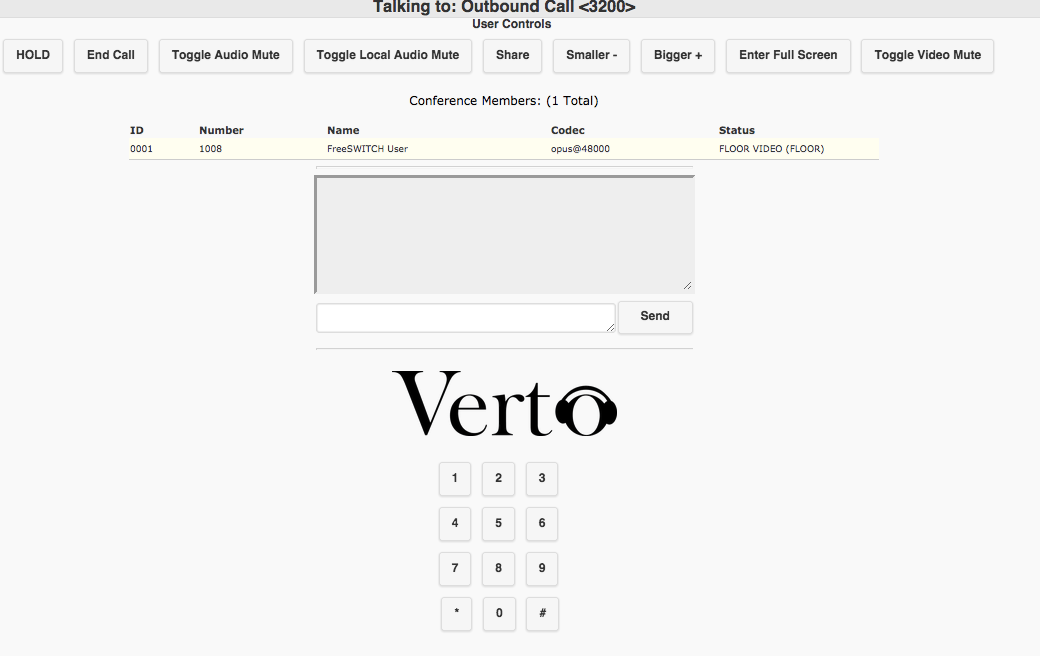 Talking to: Outbound Call <3200>
User Controls
HOLD End Call Toggle Audio Mute Toggle Local Audio Mute Share Smaller - Bigger + Enter Full Screen Toggle Video Mute
Conference Members: (1 Total)
ID Number Name Codec Status
0001 1008 FreeSWITCH User opus@48000 FLOOR VIDEO (FLOOR)
Send
Verto
1 2 3
4 5 6
7 8 9
* 0 #